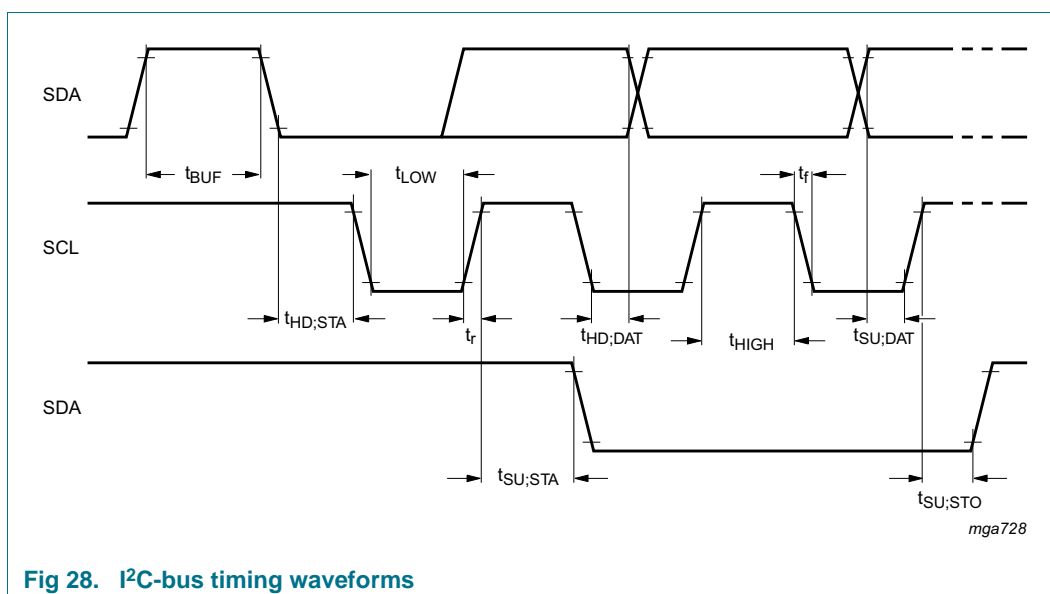 SDA
tBUF
tLOW
tf
SCL
tHD;STA
tr
tHD;DAT
tHIGH
tSU;DAT
SDA
tSU;STA
tSU;STO
mga728
Fig 28. I²C-bus timing waveforms